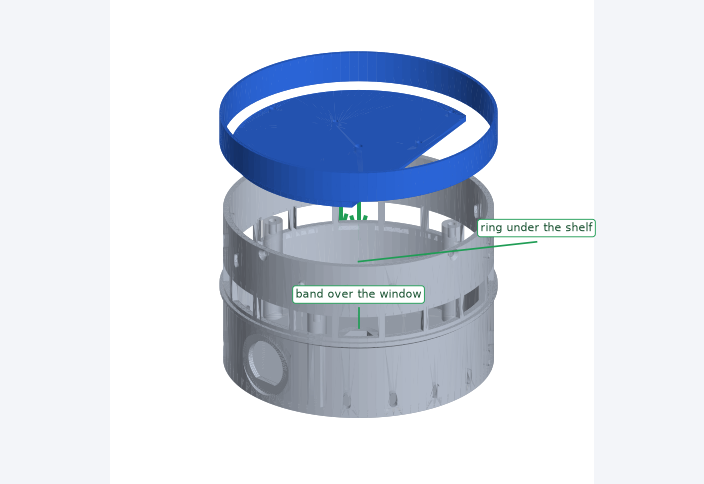 ring under the shelf
band over the window